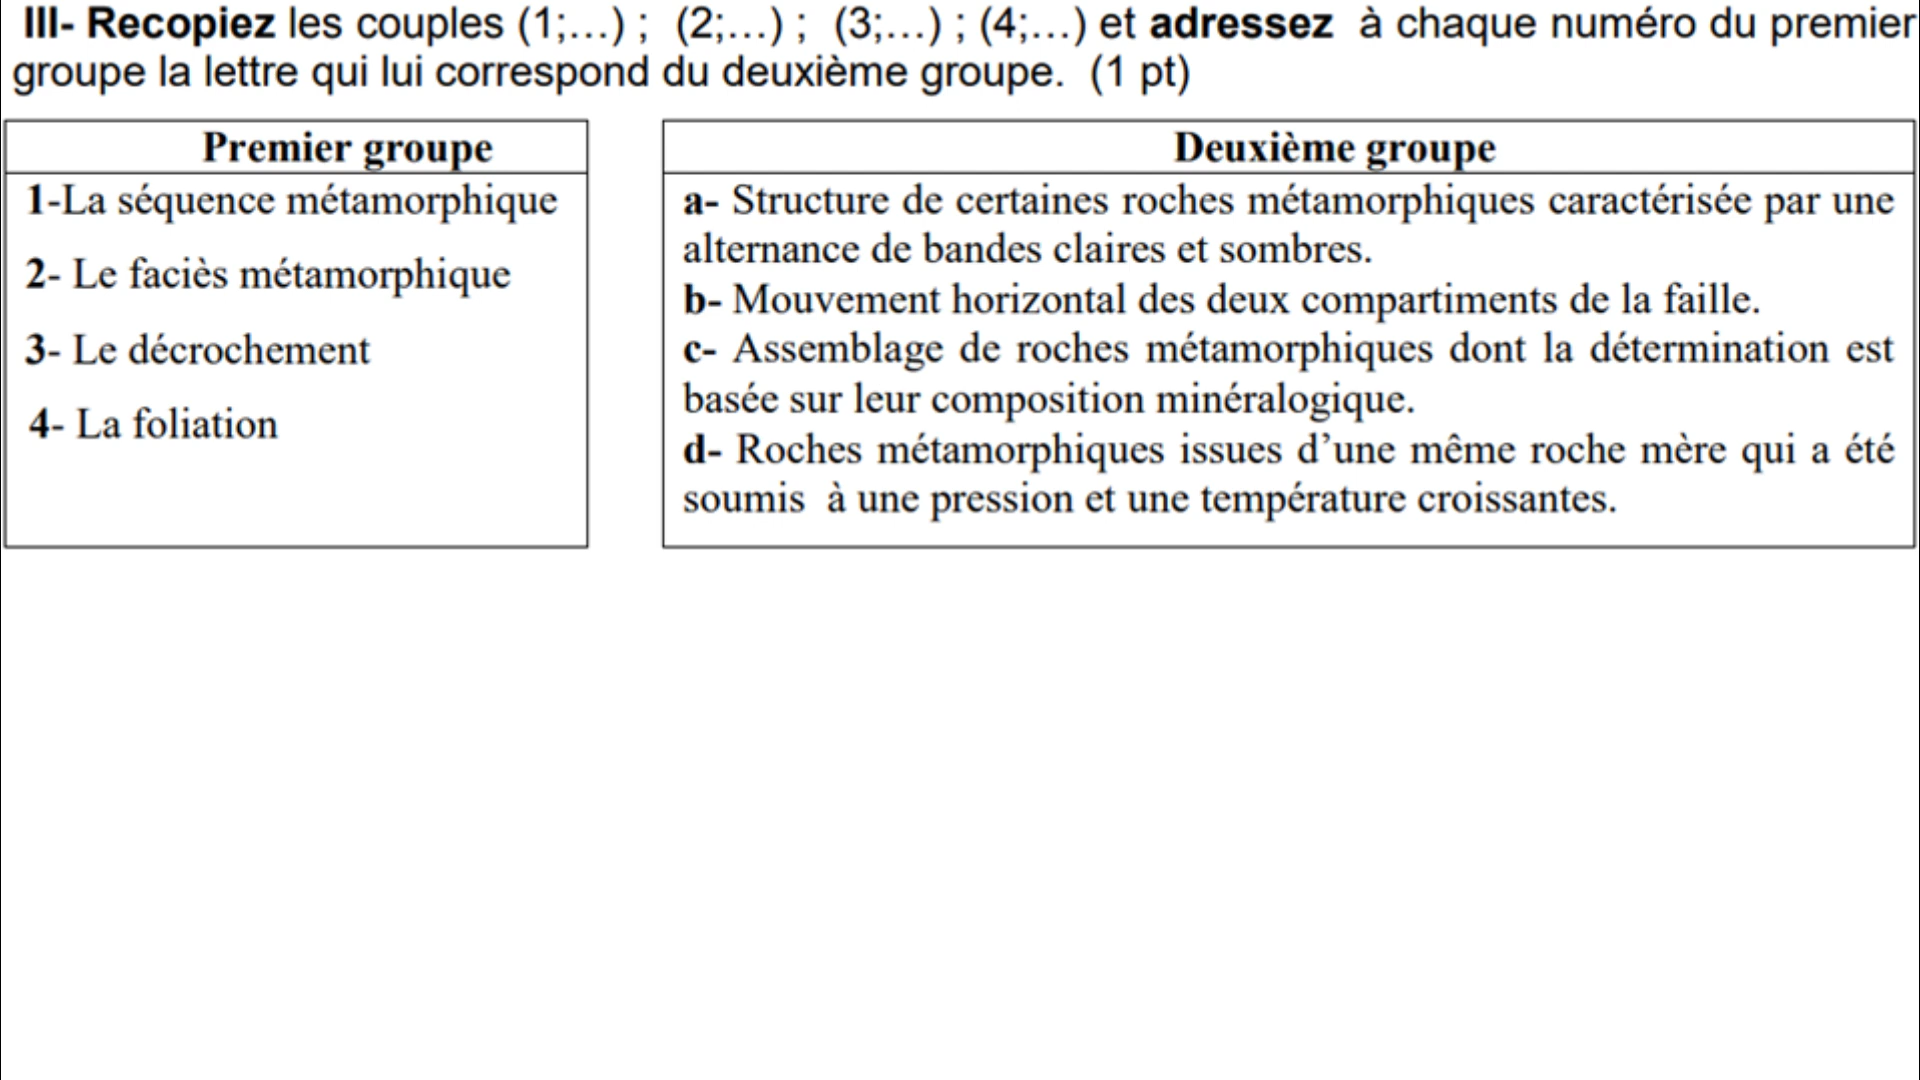 III- Recopiez les couples (1;…) ; (2;…) ; (3;…) ; (4;…) et adressez à chaque numéro du premier
groupe la lettre qui lui correspond du deuxième groupe. (1 pt)
Premier groupe
1-La séquence métamorphique
2- Le faciès métamorphique
3- Le décrochement
4- La foliation
Deuxième groupe
a- Structure de certaines roches métamorphiques caractérisée par une
alternance de bandes claires et sombres.
b- Mouvement horizontal des deux compartiments de la faille.
c- Assemblage de roches métamorphiques dont la détermination est
basée sur leur composition minéralogique.
d- Roches métamorphiques issues d’une même roche mère qui a été
soumis à une pression et une température croissantes.